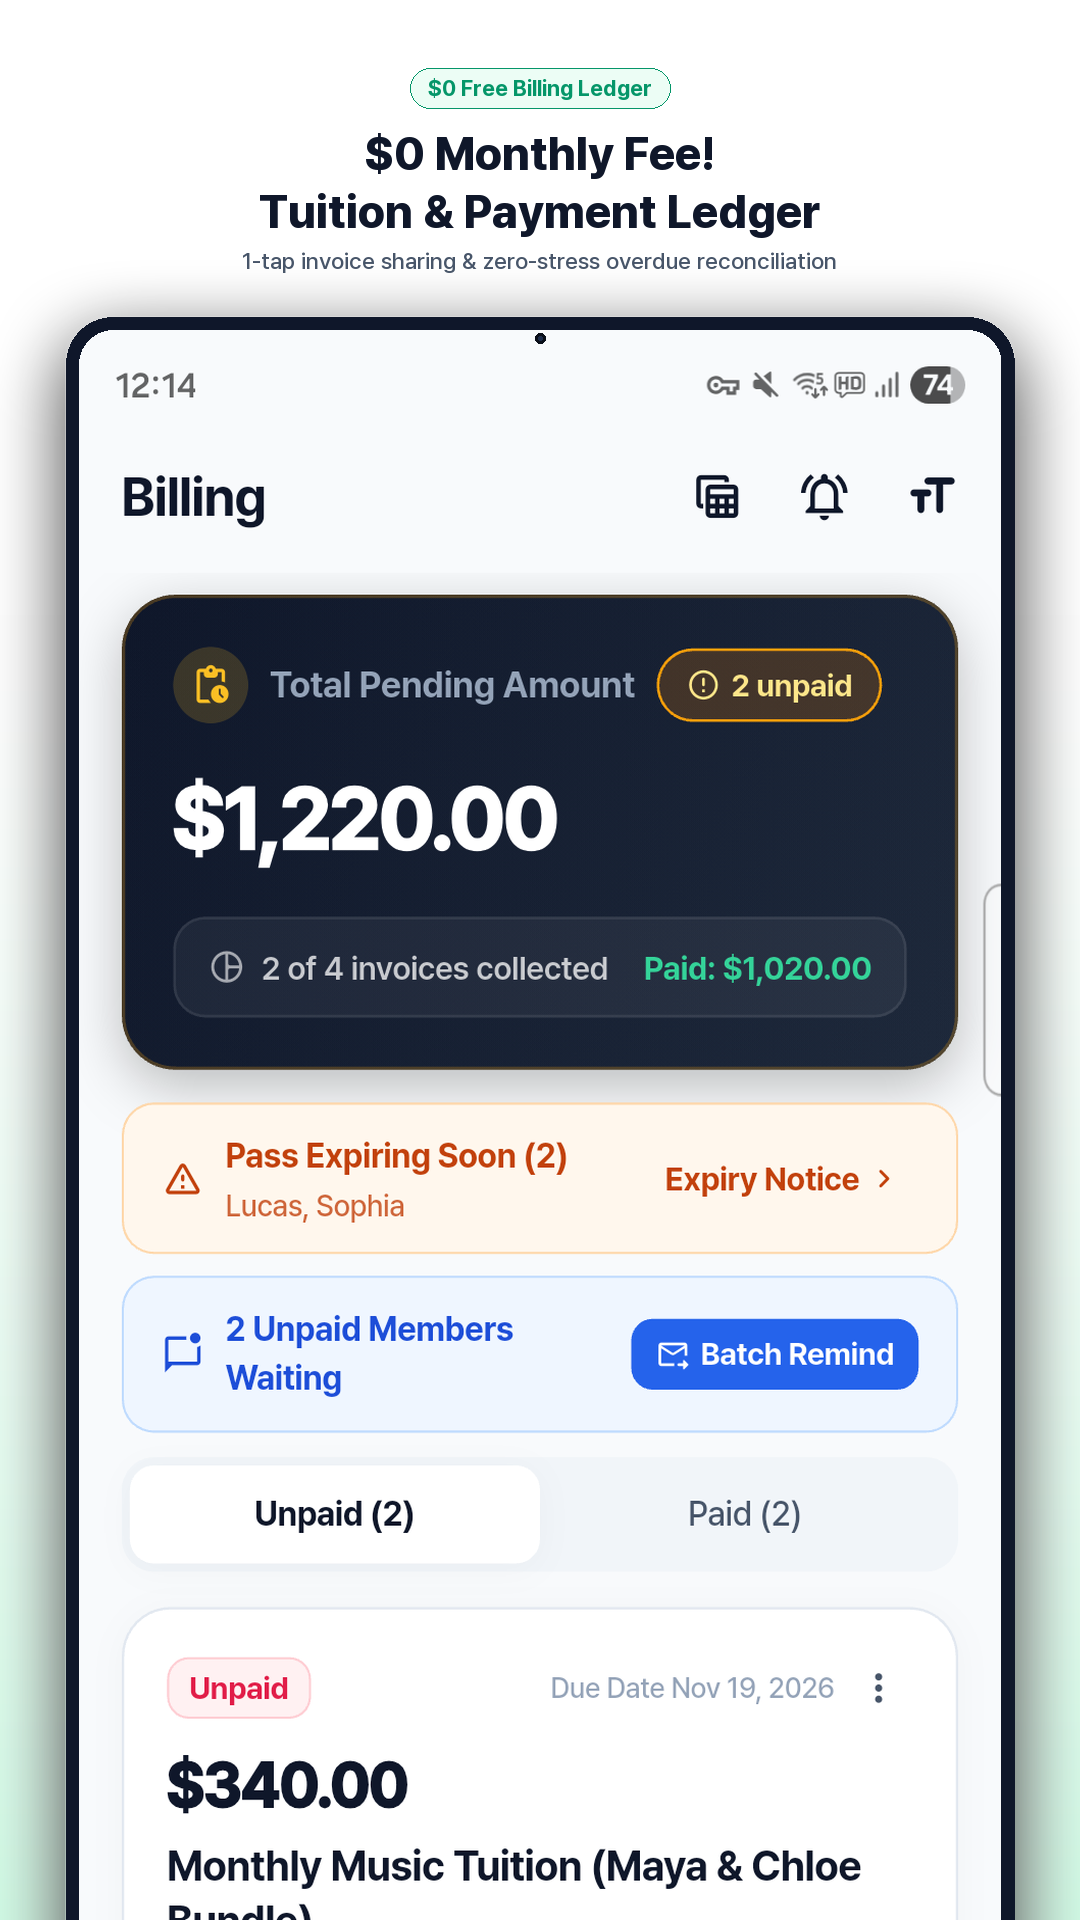 $0 Free Billing Ledger
$0 Monthly Fee!
Tuition & Payment Ledger
1-tap invoice sharing & zero-stress overdue reconciliation
12:14
5
HD
74
Billing
Total Pending Amount
2 unpaid
$1,220.00
2 of 4 invoices collected
Paid: $1,020.00
Pass Expiring Soon (2)
Lucas, Sophia
Expiry Notice
2 Unpaid Members
Waiting
Batch Remind
Unpaid (2)
Paid (2)
Unpaid
Due Date Nov 19, 2026
$340.00
Monthly Music Tuition (Maya & Chloe
Bundle)